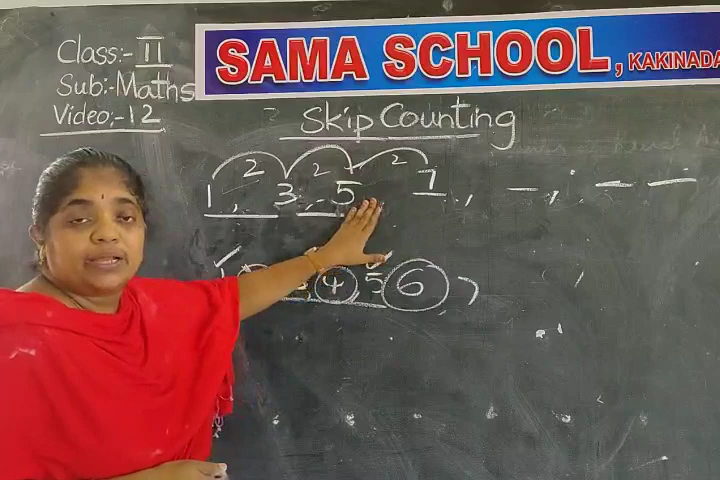 SAMA SCHOOL, KAKINADA
Class:- II
Sub:- Maths
Video:- 12
Skip Counting
2 2 2
1, 3, 5 7, _, _ _
4, 5 6,